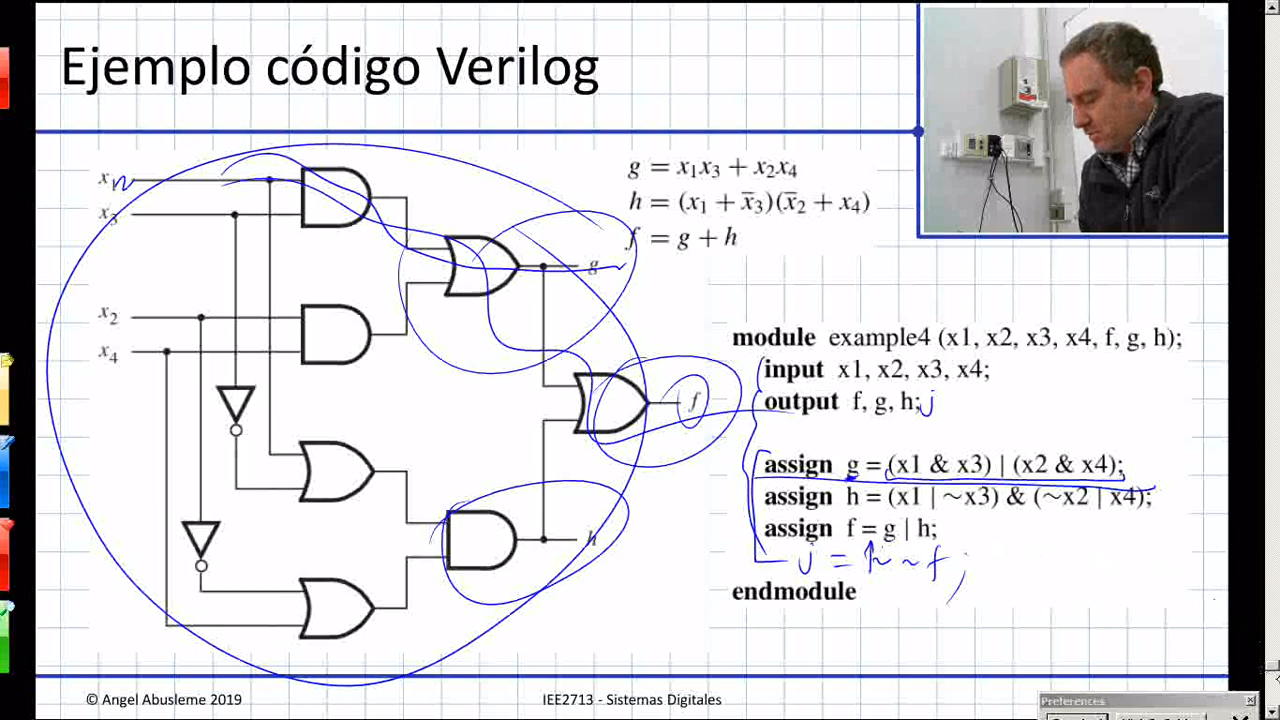 Ejemplo código Verilog
x1
x3
x2
x4
g
f
h
g = x₁x₃ + x₂x₄
h = (x₁ + x̄₃)(x̄₂ + x₄)
f = g + h
module example4 (x1, x2, x3, x4, f, g, h);
input x1, x2, x3, x4;
output f, g, h;j
assign g = (x1 & x3) | (x2 & x4);
assign h = (x1 | ~x3) & (~x2 | x4);
assign f = g | h;
j = ~f;
endmodule
© Angel Abusleme 2019
IEE2713 - Sistemas Digitales
Preferences